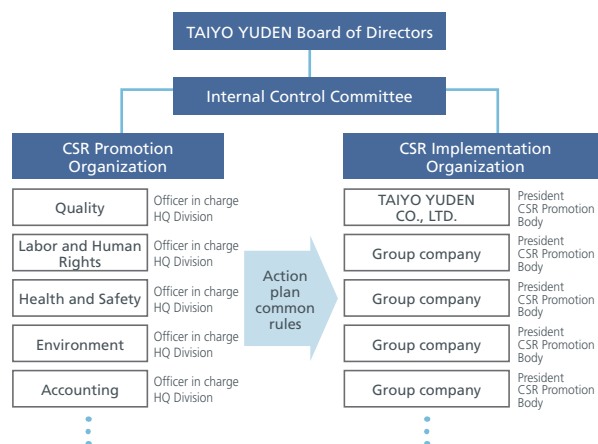 TAIYO YUDEN Board of Directors
Internal Control Committee
CSR Promotion
Organization
Quality
Officer in charge
HQ Division
Labor and Human
Rights
Officer in charge
HQ Division
Health and Safety
Officer in charge
HQ Division
Environment
Officer in charge
HQ Division
Accounting
Officer in charge
HQ Division
Action
plan
common
rules
CSR Implementation
Organization
TAIYO YUDEN
CO., LTD.
President
CSR Promotion
Body
Group company
President
CSR Promotion
Body
Group company
President
CSR Promotion
Body
Group company
President
CSR Promotion
Body
Group company
President
CSR Promotion
Body